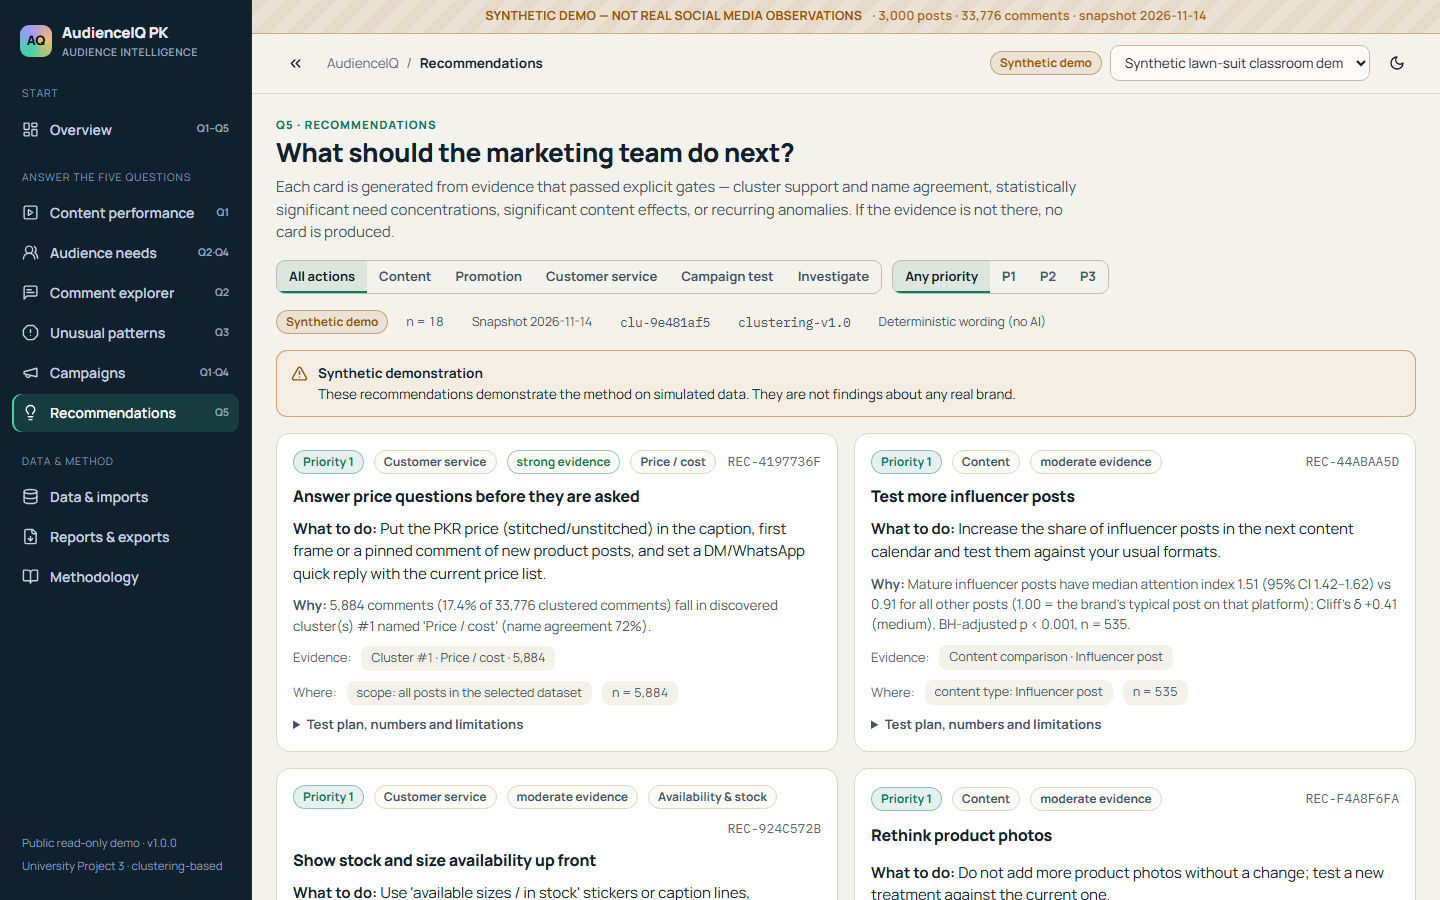 AQ
AudienceIQ PK
AUDIENCE INTELLIGENCE
START
Overview Q1–Q5
ANSWER THE FIVE QUESTIONS
Content performance Q1
Audience needs Q2·Q4
Comment explorer Q2
Unusual patterns Q3
Campaigns Q1·Q4
Recommendations Q5
DATA & METHOD
Data & imports
Reports & exports
Methodology
Public read-only demo · v1.0.0
University Project 3 · clustering-based
SYNTHETIC DEMO — NOT REAL SOCIAL MEDIA OBSERVATIONS · 3,000 posts · 33,776 comments · snapshot 2026-11-14
« AudienceIQ / Recommendations
Synthetic demo
Synthetic lawn-suit classroom dem
Q5 · RECOMMENDATIONS
What should the marketing team do next?
Each card is generated from evidence that passed explicit gates — cluster support and name agreement, statistically
significant need concentrations, significant content effects, or recurring anomalies. If the evidence is not there, no
card is produced.
All actions Content Promotion Customer service Campaign test Investigate
Any priority P1 P2 P3
Synthetic demo n = 18 Snapshot 2026-11-14 clu-9e481af5 clustering-v1.0 Deterministic wording (no AI)
Synthetic demonstration
These recommendations demonstrate the method on simulated data. They are not findings about any real brand.
Priority 1 Customer service strong evidence Price / cost REC-4197736F
Answer price questions before they are asked
What to do: Put the PKR price (stitched/unstitched) in the caption, first
frame or a pinned comment of new product posts, and set a DM/WhatsApp
quick reply with the current price list.
Why: 5,884 comments (17.4% of 33,776 clustered comments) fall in discovered
cluster(s) #1 named 'Price / cost' (name agreement 72%).
Evidence: Cluster #1 · Price / cost · 5,884
Where: scope: all posts in the selected dataset n = 5,884
▶ Test plan, numbers and limitations
Priority 1 Content moderate evidence REC-44ABAA5D
Test more influencer posts
What to do: Increase the share of influencer posts in the next content
calendar and test them against your usual formats.
Why: Mature influencer posts have median attention index 1.51 (95% CI 1.42–1.62) vs
0.91 for all other posts (1.00 = the brand's typical post on that platform); Cliff's δ +0.41
(medium), BH-adjusted p < 0.001, n = 535.
Evidence: Content comparison · Influencer post
Where: content type: Influencer post n = 535
▶ Test plan, numbers and limitations
Priority 1 Customer service moderate evidence Availability & stock
REC-924C572B
Show stock and size availability up front
What to do: Use 'available sizes / in stock' stickers or caption lines,
Priority 1 Content moderate evidence REC-F4A8F6FA
Rethink product photos
What to do: Do not add more product photos without a change; test a new
treatment against the current one.